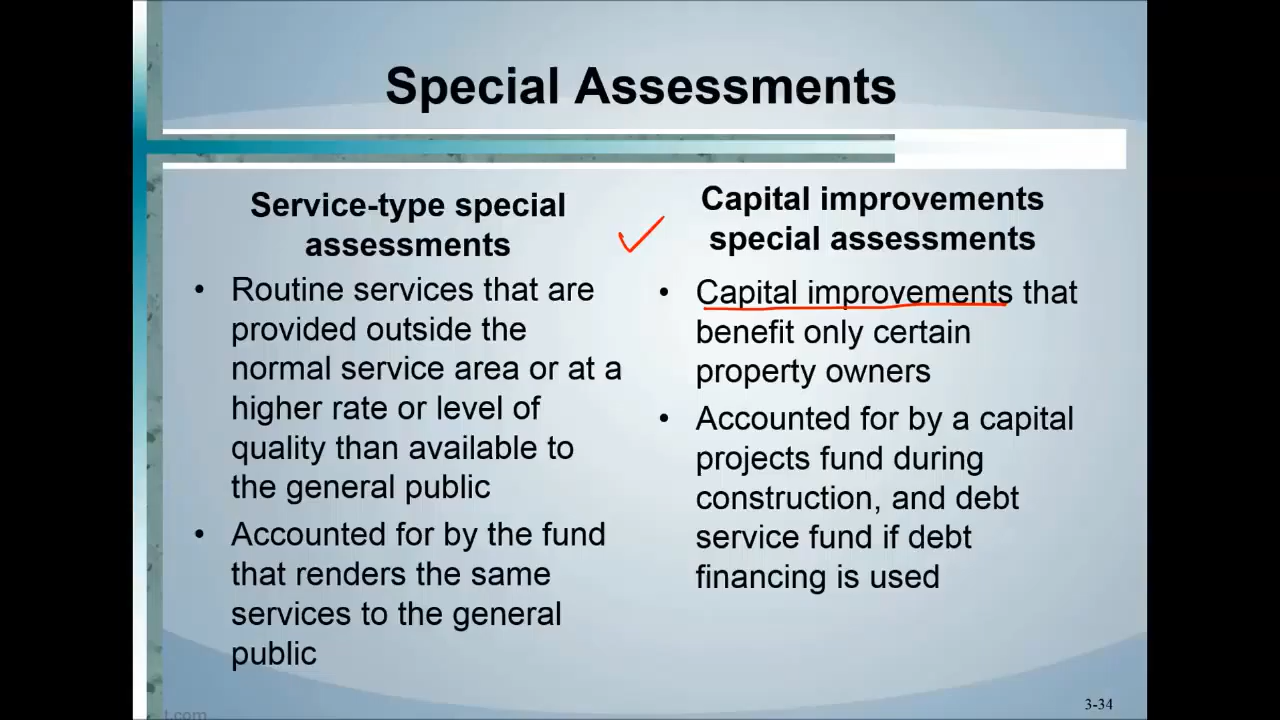 Special Assessments
Service-type special
assessments
• Routine services that are
provided outside the
normal service area or at a
higher rate or level of
quality than available to
the general public
• Accounted for by the fund
that renders the same
services to the general
public
Capital improvements
special assessments
• Capital improvements that
benefit only certain
property owners
• Accounted for by a capital
projects fund during
construction, and debt
service fund if debt
financing is used
3-34
t.com